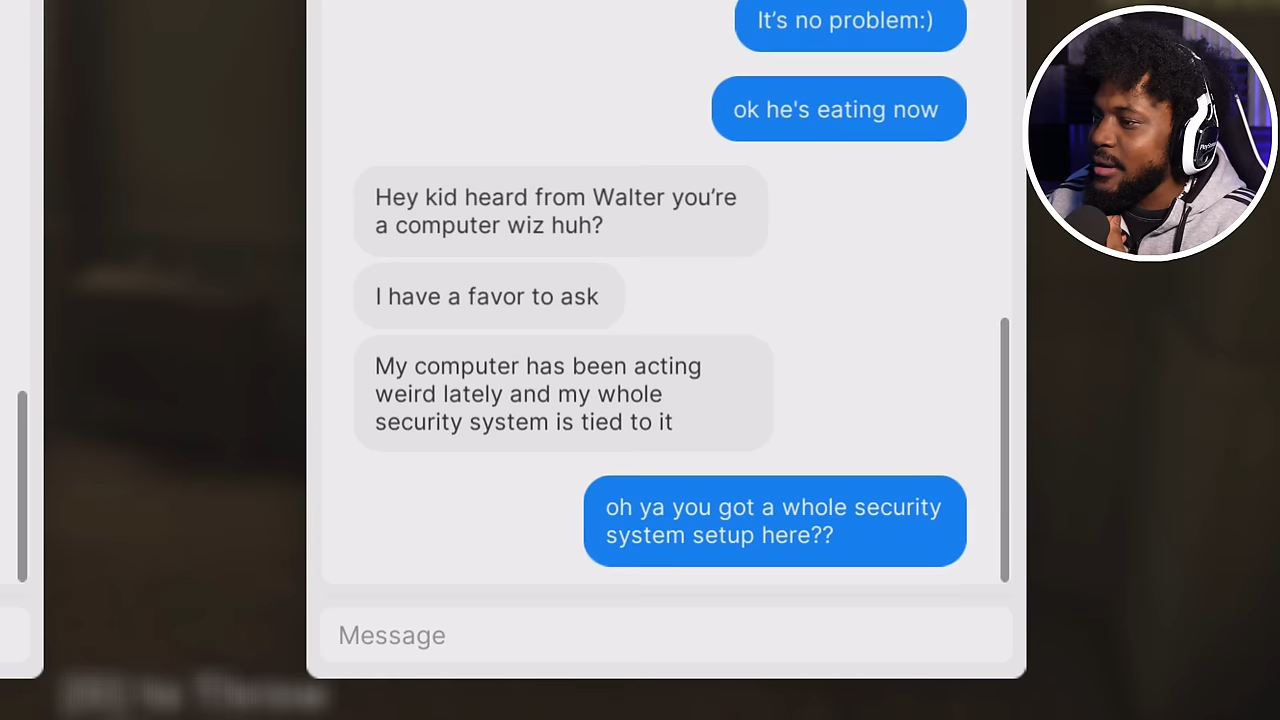 It’s no problem:)
ok he's eating now
Hey kid heard from Walter you’re
a computer wiz huh?
I have a favor to ask
My computer has been acting
weird lately and my whole
security system is tied to it
oh ya you got a whole security
system setup here??
Message
to Throw